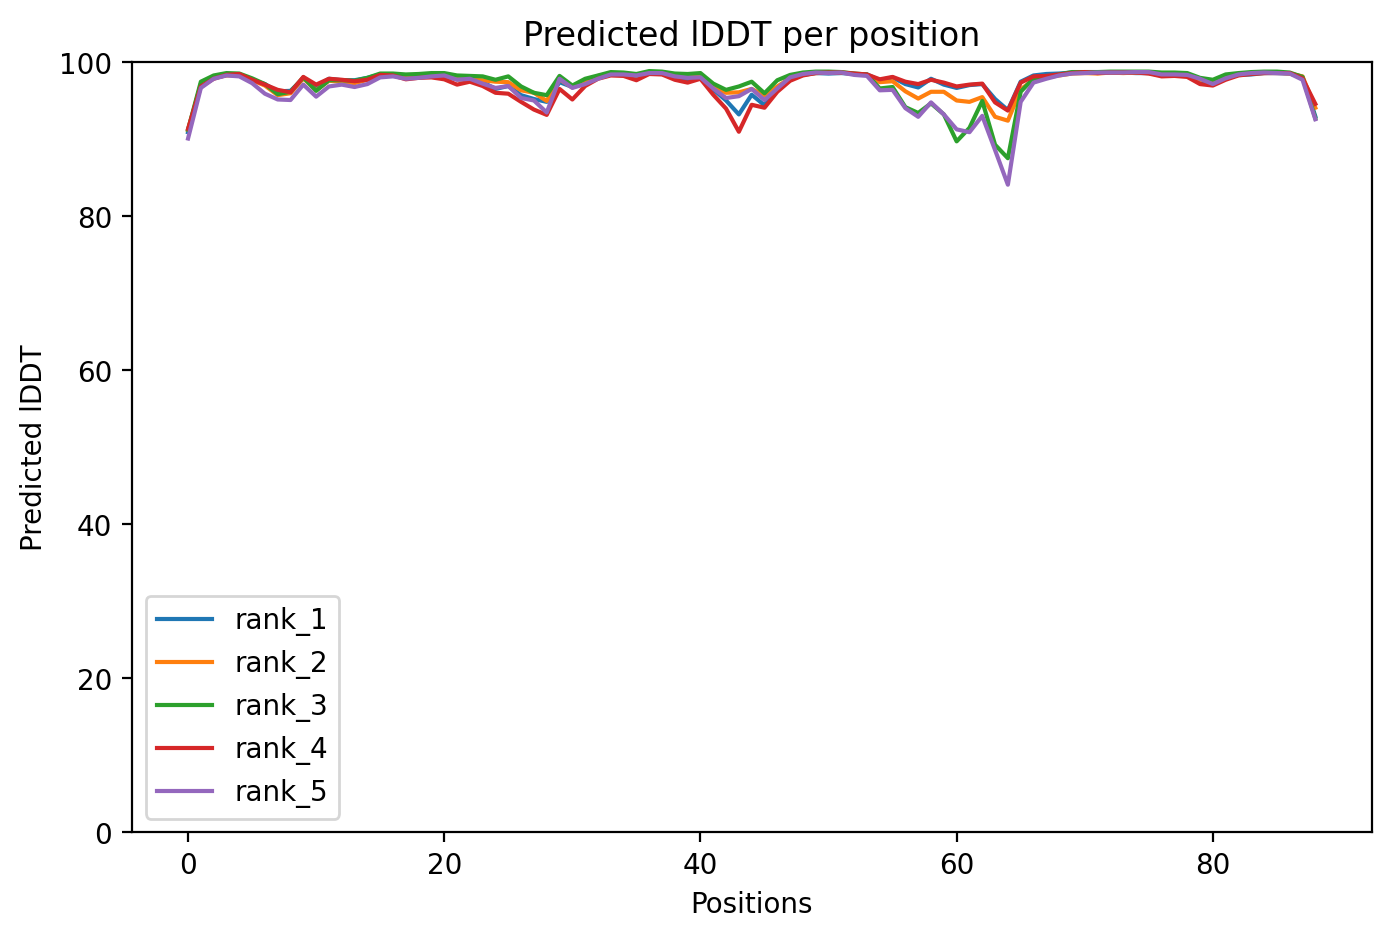 Predicted lDDT per position
100
80
60
40
20
0
Predicted lDDT
rank_1
rank_2
rank_3
rank_4
rank_5
0 20 40 60 80
Positions